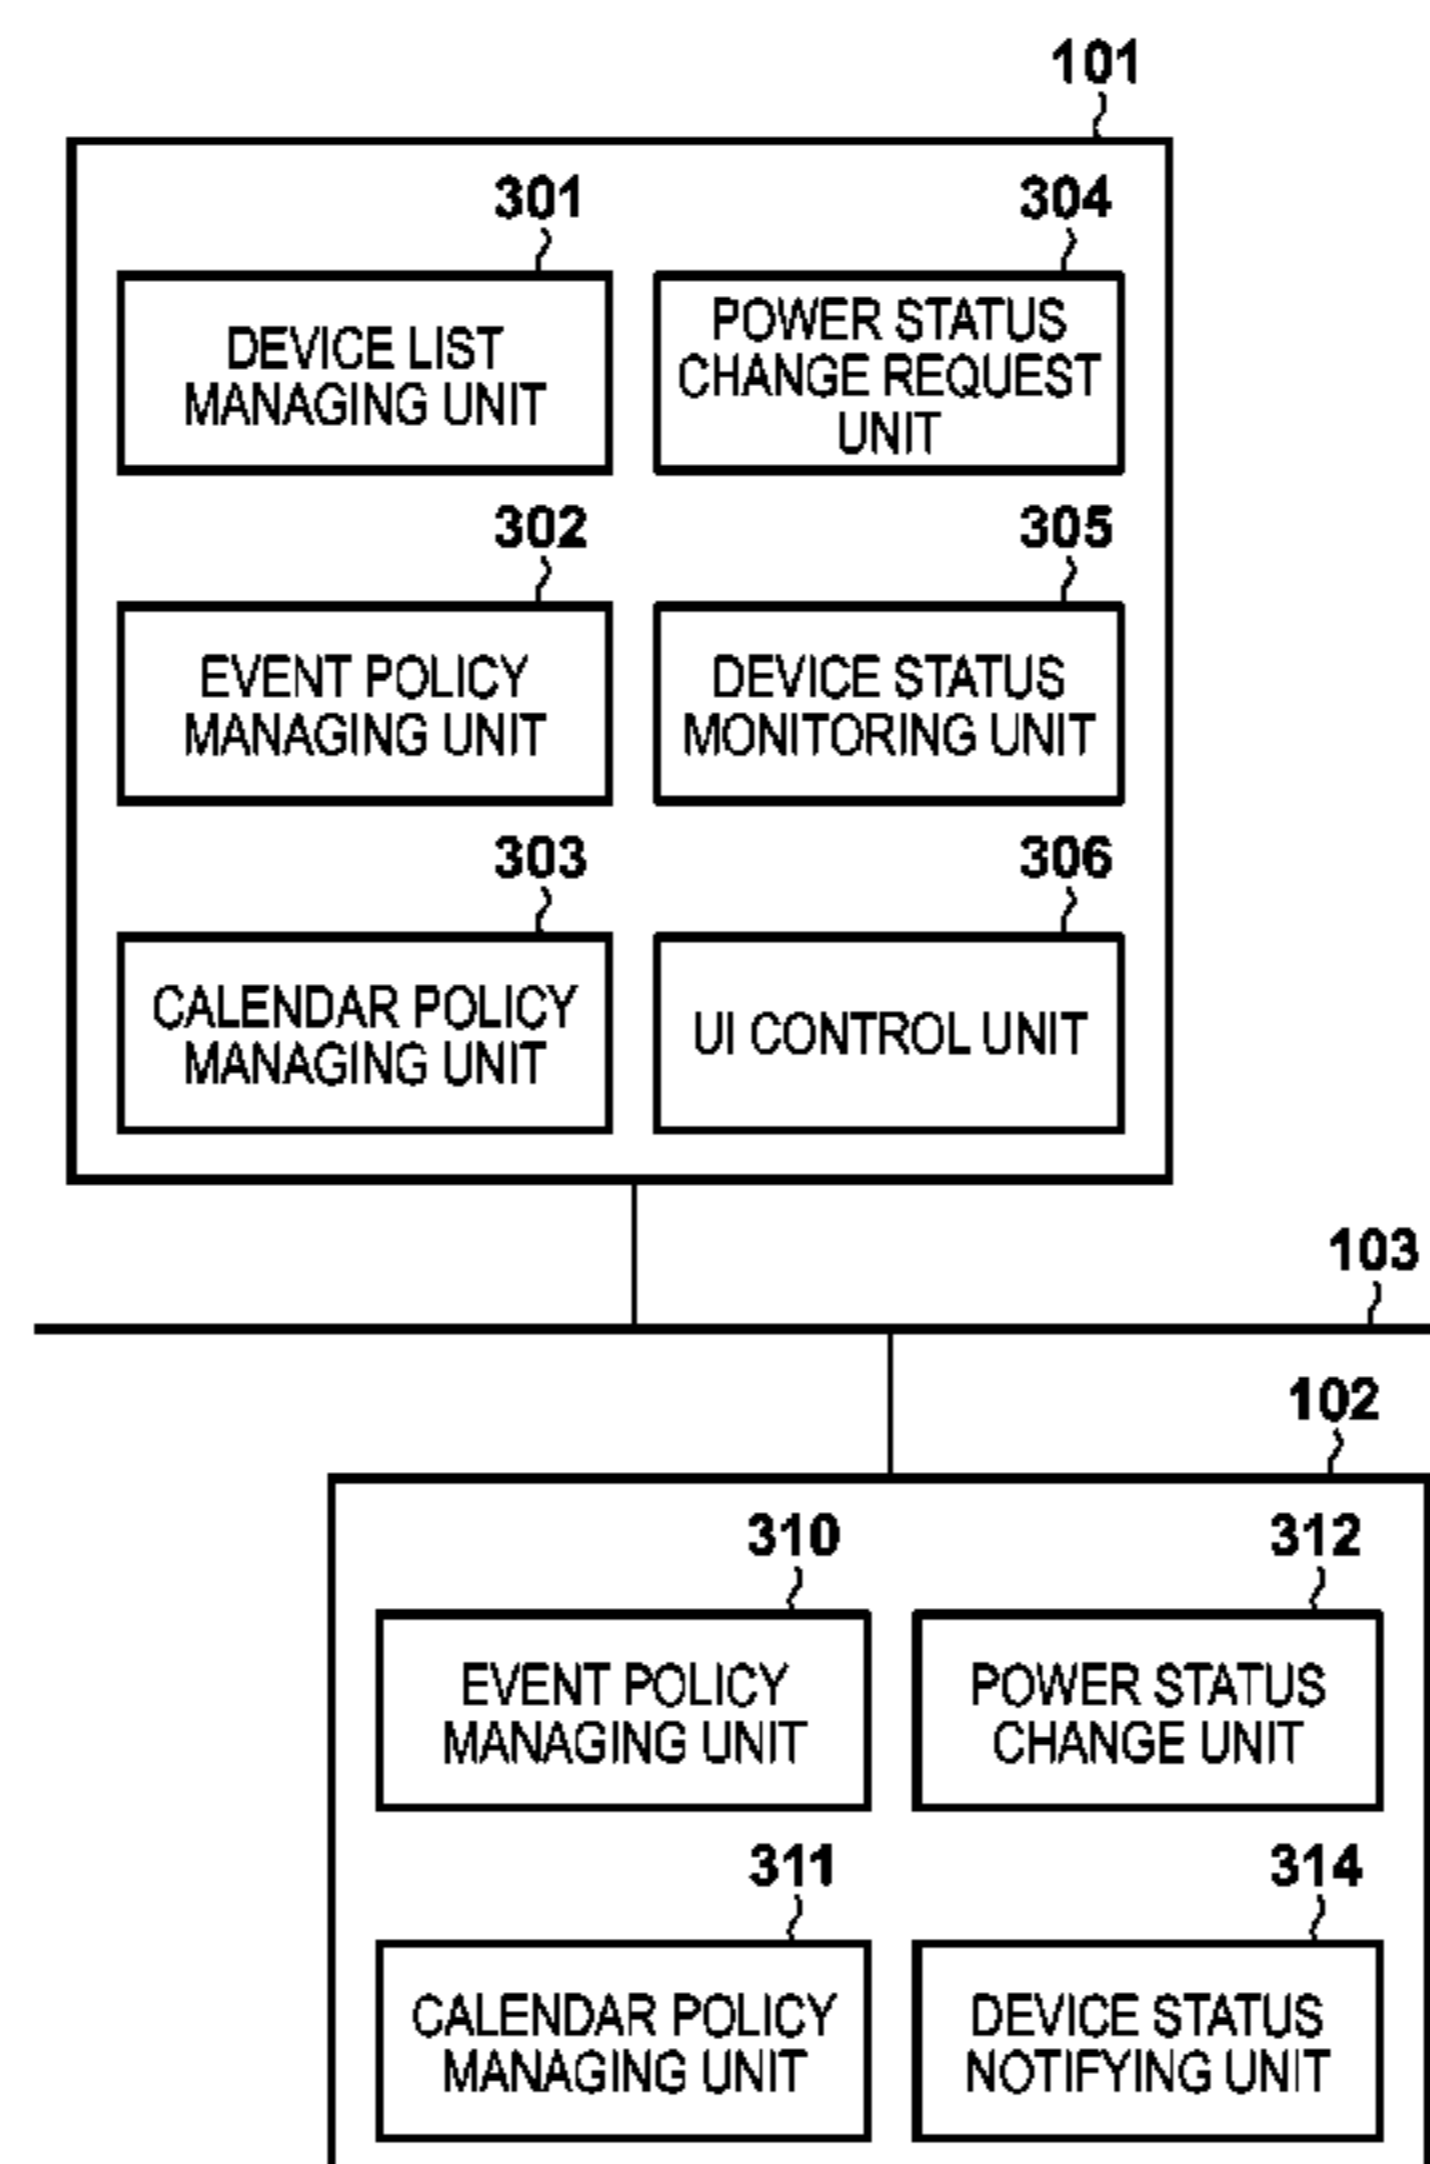 101
301
304
DEVICE LIST
MANAGING UNIT
POWER STATUS
CHANGE REQUEST
UNIT
302
305
EVENT POLICY
MANAGING UNIT
DEVICE STATUS
MONITORING UNIT
303
306
CALENDAR POLICY
MANAGING UNIT
UI CONTROL UNIT
103
102
310
312
EVENT POLICY
MANAGING UNIT
POWER STATUS
CHANGE UNIT
311
314
CALENDAR POLICY
MANAGING UNIT
DEVICE STATUS
NOTIFYING UNIT